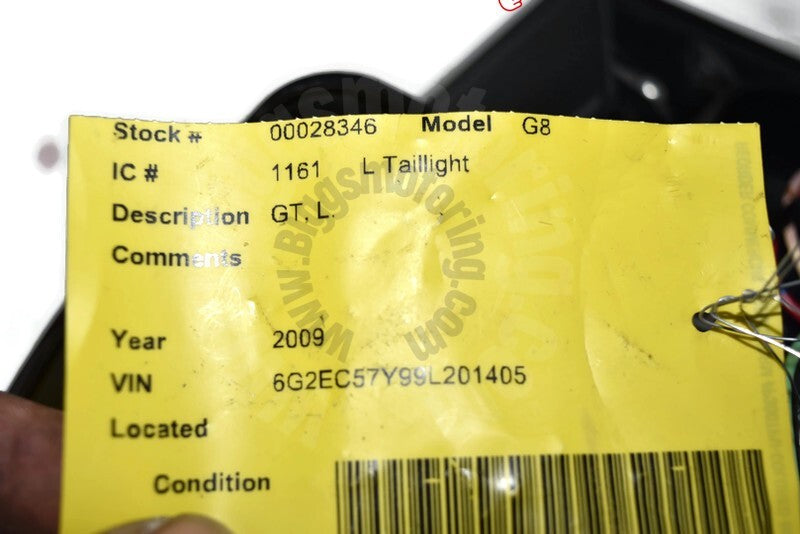 Stock # 00028346 Model G8
IC # 1161 L Taillight
Description GT, L.
Comments
Year 2009
VIN 6G2EC57Y99L201405
Located
Condition
www.Biggsmotoring.com